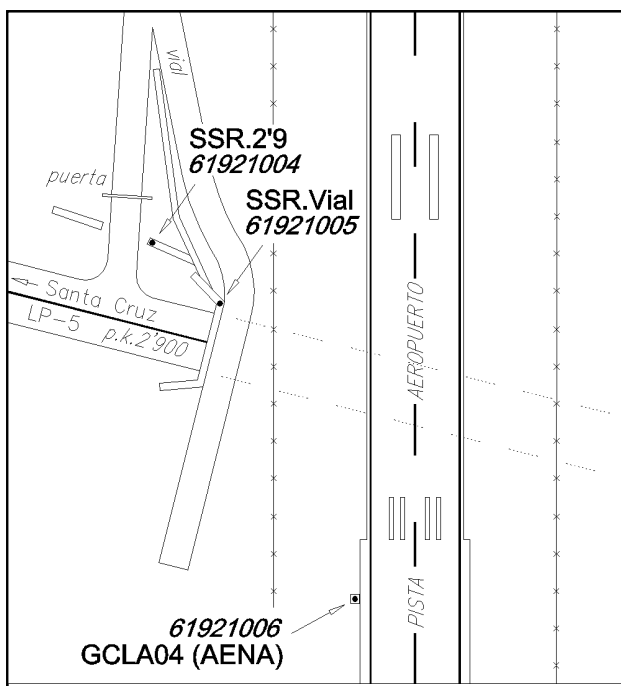 vial
SSR.2'9
61921004
puerta
SSR.Vial
61921005
Santa Cruz
LP-5 p.k.2'900
AEROPUERTO
PISTA
61921006
GCLA04 (AENA)